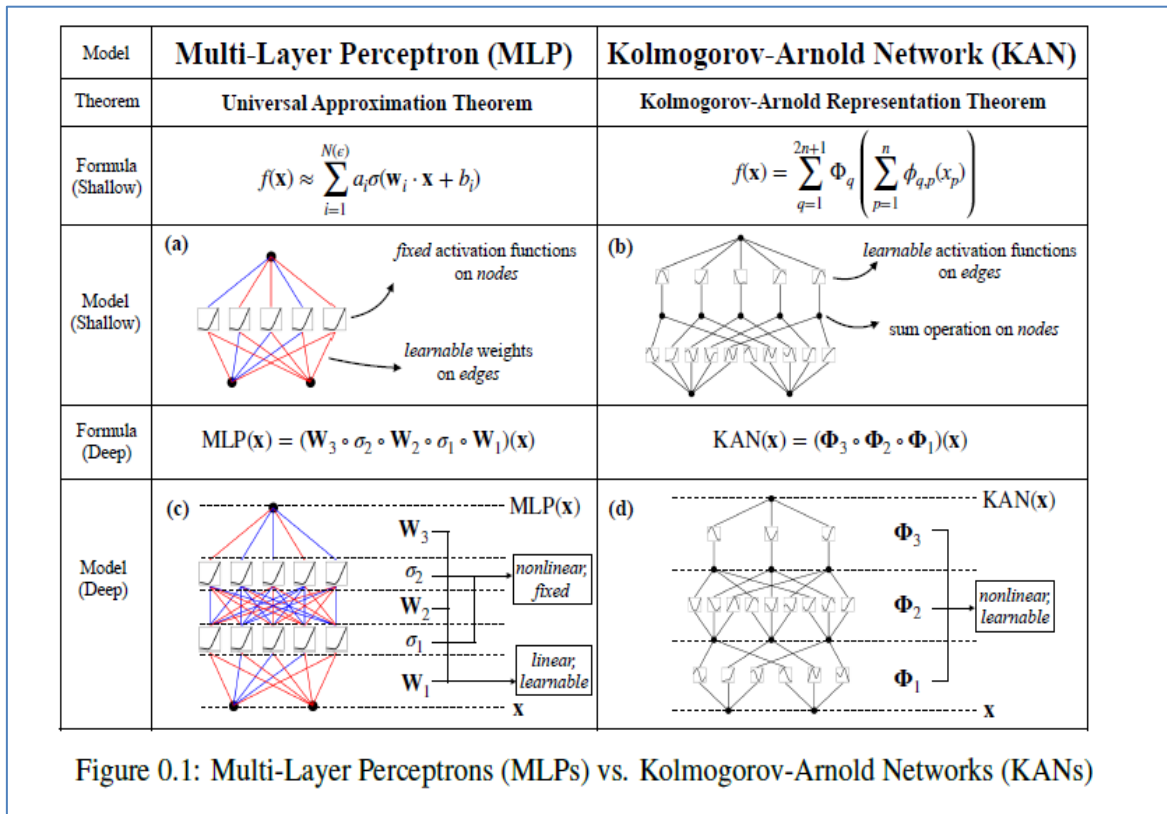 Model
Multi-Layer Perceptron (MLP)
Kolmogorov-Arnold Network (KAN)
Theorem
Universal Approximation Theorem
Kolmogorov-Arnold Representation Theorem
Formula
(Shallow)
f(x) ≈ ∑_{i=1}^{N(ϵ)} a_i σ(w_i · x + b_i)
f(x) = ∑_{q=1}^{2n+1} Φ_q ( ∑_{p=1}^{n} ϕ_{q,p}(x_p) )
Model
(Shallow)
(a)
fixed activation functions
on nodes
learnable weights
on edges
(b)
learnable activation functions
on edges
sum operation on nodes
Formula
(Deep)
MLP(x) = (W_3 ∘ σ_2 ∘ W_2 ∘ σ_1 ∘ W_1)(x)
KAN(x) = (Φ_3 ∘ Φ_2 ∘ Φ_1)(x)
Model
(Deep)
(c)
MLP(x)
W_3
σ_2
nonlinear,
fixed
W_2
σ_1
linear,
learnable
W_1
x
(d)
KAN(x)
Φ_3
Φ_2
nonlinear,
learnable
Φ_1
x
Figure 0.1: Multi-Layer Perceptrons (MLPs) vs. Kolmogorov-Arnold Networks (KANs)